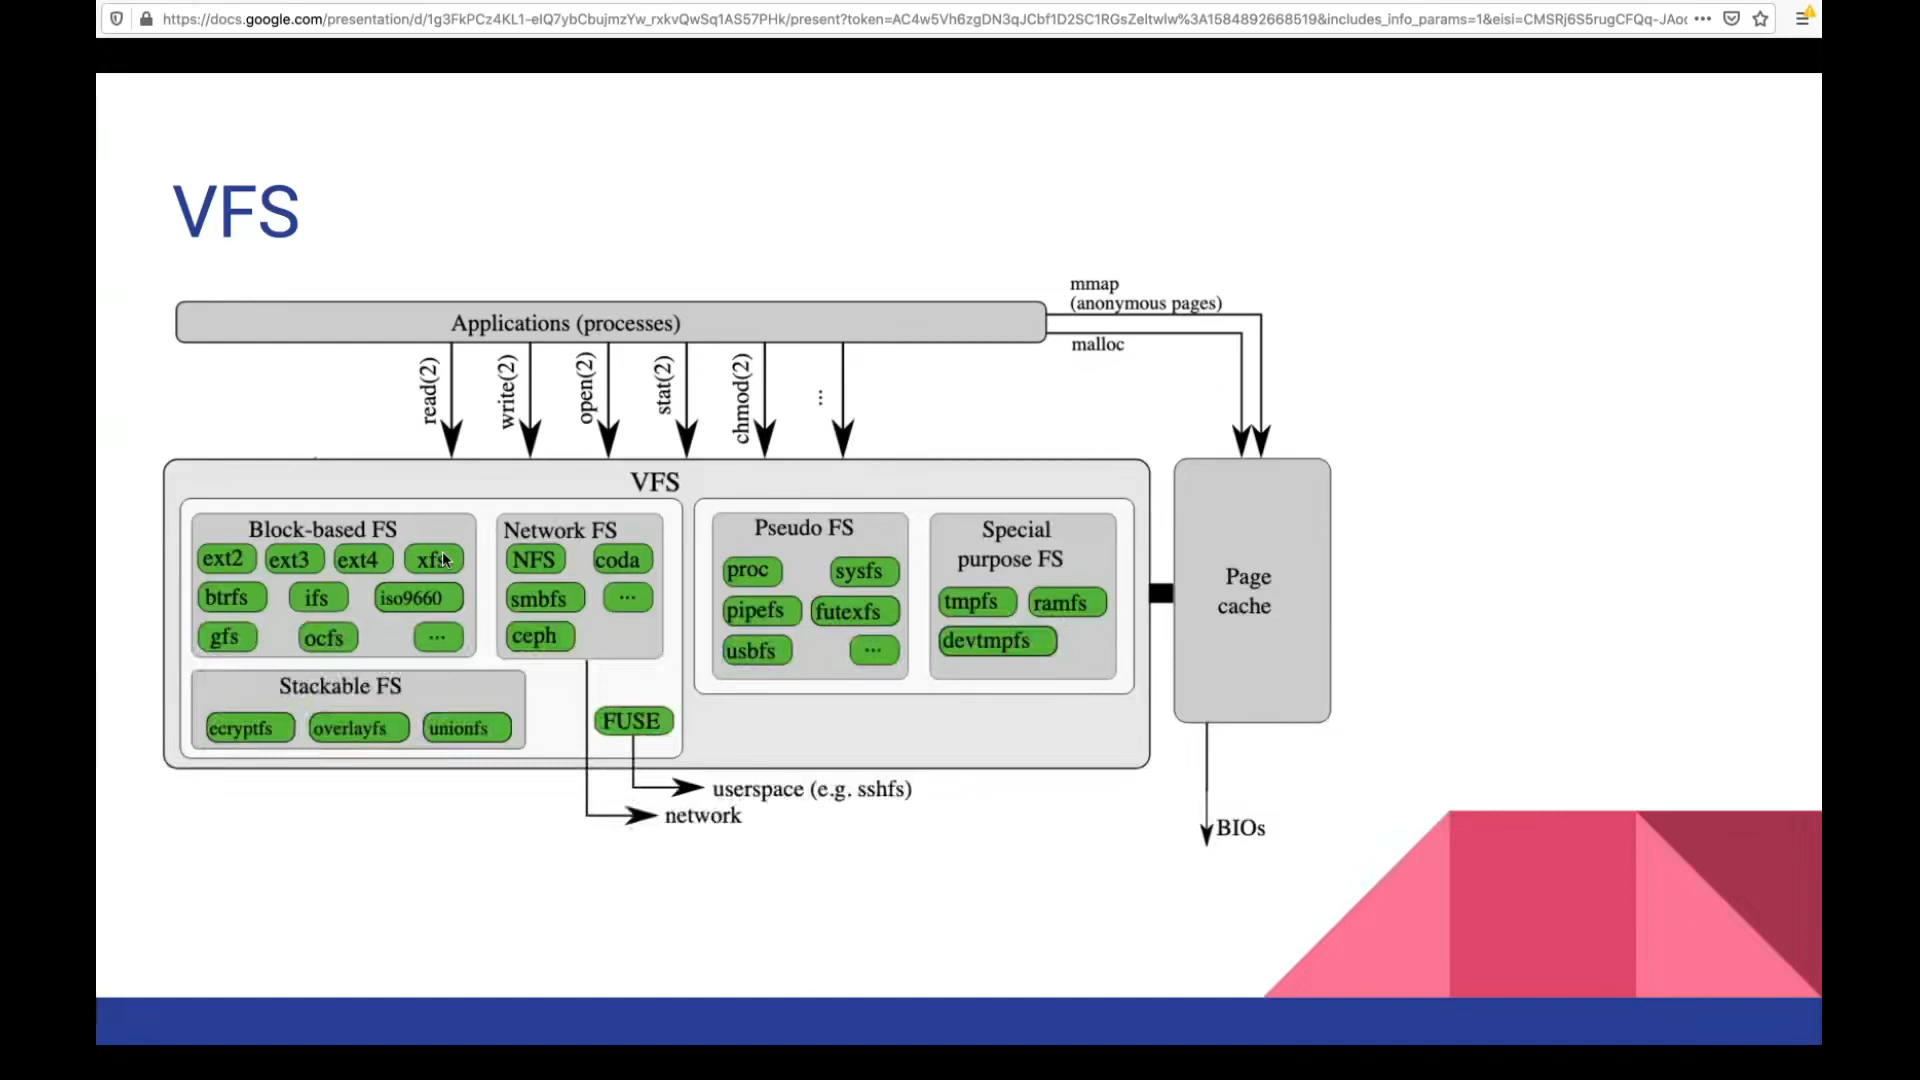 https://docs.google.com/presentation/d/1g3FkPCz4KL1-eIQ7ybCbujmzYw_rxkvQwSq1AS57PHk/present?token=AC4w5Vh6zgDN3qJCbf1D2SC1RGsZeItwIw%3A1584892668519&includes_info_params=1&eisi=CMSRj6S5rugCFQq-JAo
VFS
mmap
(anonymous pages)
Applications (processes)
malloc
read(2)
write(2)
open(2)
stat(2)
chmod(2)
...
VFS
Block-based FS
ext2 ext3 ext4 xfs
btrfs ifs iso9660
gfs ocfs ...
Network FS
NFS coda
smbfs ...
ceph
Pseudo FS
proc sysfs
pipefs futexfs
usbfs ...
Special
purpose FS
tmpfs ramfs
devtmpfs
Page
cache
Stackable FS
ecryptfs overlayfs unionfs
FUSE
userspace (e.g. sshfs)
network
BIOs